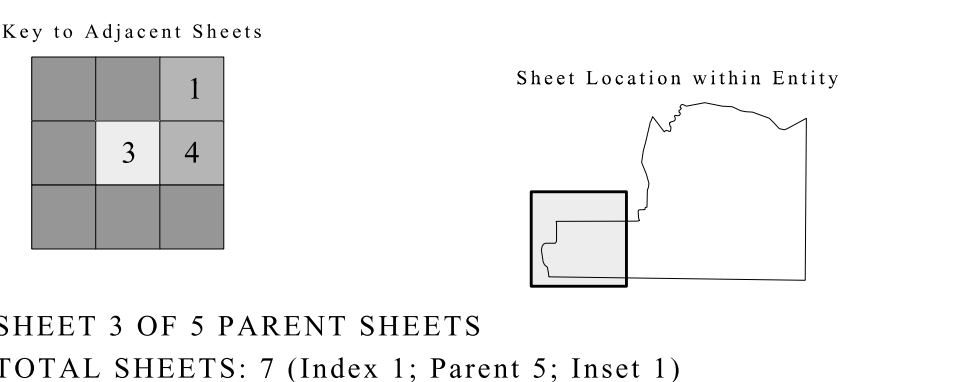 Key to Adjacent Sheets
Sheet Location within Entity
1
3 4
SHEET 3 OF 5 PARENT SHEETS
TOTAL SHEETS: 7 (Index 1; Parent 5; Inset 1)